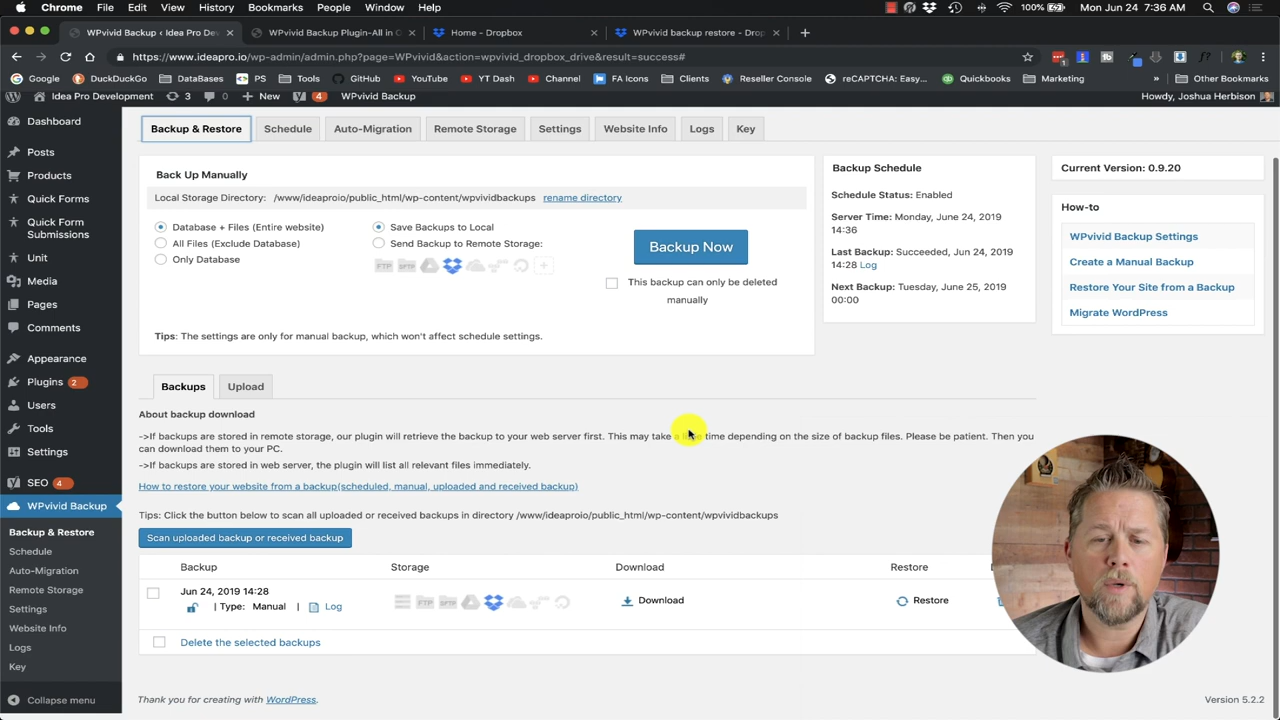 Chrome File Edit View History Bookmarks People Window Help 100% Mon Jun 24 7:36 AM
WPvivid Backup ‹ Idea Pro Dev WPvivid Backup Plugin-All in O Home - Dropbox WPvivid backup restore - Drop
https://www.ideapro.io/wp-admin/admin.php?page=WPvivid&action=wpvivid_dropbox_drive&result=success#
Google DuckDuckGo DataBases PS Tools GitHub YouTube YT Dash Channel FA Icons Reseller Console reCAPTCHA: Easy... Quickbooks Marketing » Other Bookmarks
Idea Pro Development 3 0 + New 4 WPvivid Backup Howdy, Joshua Herbison
Dashboard
Posts
Products
Quick Forms
Quick Form
Submissions
Unit
Media
Pages
Comments
Appearance
Plugins 2
Users
Tools
Settings
SEO 4
WPvivid Backup
Backup & Restore
Schedule
Auto-Migration
Remote Storage
Settings
Website Info
Logs
Key
Collapse menu
Backup & Restore Schedule Auto-Migration Remote Storage Settings Website Info Logs Key
Back Up Manually
Local Storage Directory: /www/ideaproio/public_html/wp-content/wpvividbackups rename directory
Database + Files (Entire website)
All Files (Exclude Database)
Only Database
Save Backups to Local
Send Backup to Remote Storage:
FTP SFTP
Backup Now
This backup can only be deleted
manually
Tips: The settings are only for manual backup, which won't affect schedule settings.
Backup Schedule
Schedule Status: Enabled
Server Time: Monday, June 24, 2019
14:36
Last Backup: Succeeded, Jun 24, 2019
14:28 Log
Next Backup: Tuesday, June 25, 2019
00:00
Current Version: 0.9.20
How-to
WPvivid Backup Settings
Create a Manual Backup
Restore Your Site from a Backup
Migrate WordPress
Backups Upload
About backup download
->If backups are stored in remote storage, our plugin will retrieve the backup to your web server first. This may take a little time depending on the size of backup files. Please be patient. Then you
can download them to your PC.
->If backups are stored in web server, the plugin will list all relevant files immediately.
How to restore your website from a backup(scheduled, manual, uploaded and received backup)
Tips: Click the button below to scan all uploaded or received backups in directory /www/ideaproio/public_html/wp-content/wpvividbackups
Scan uploaded backup or received backup
Backup Storage Download Restore
Jun 24, 2019 14:28
| Type: Manual | Log
FTP SFTP
Download
Restore
Delete the selected backups
Thank you for creating with WordPress.
Version 5.2.2